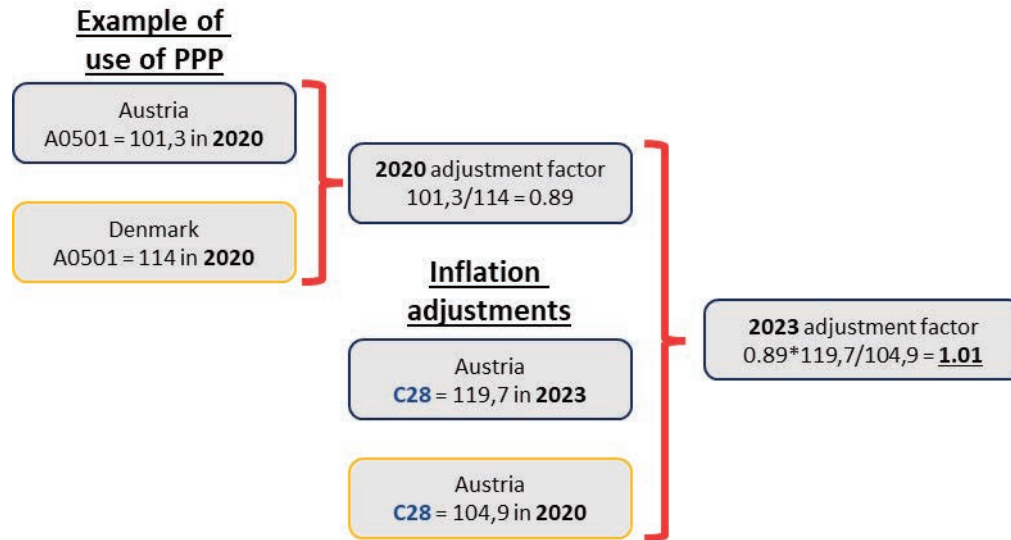 Example of
use of PPP
Austria
A0501 = 101,3 in 2020
Denmark
A0501 = 114 in 2020
2020 adjustment factor
101,3/114 = 0.89
Inflation
adjustments
Austria
C28 = 119,7 in 2023
Austria
C28 = 104,9 in 2020
2023 adjustment factor
0.89*119,7/104,9 = 1.01